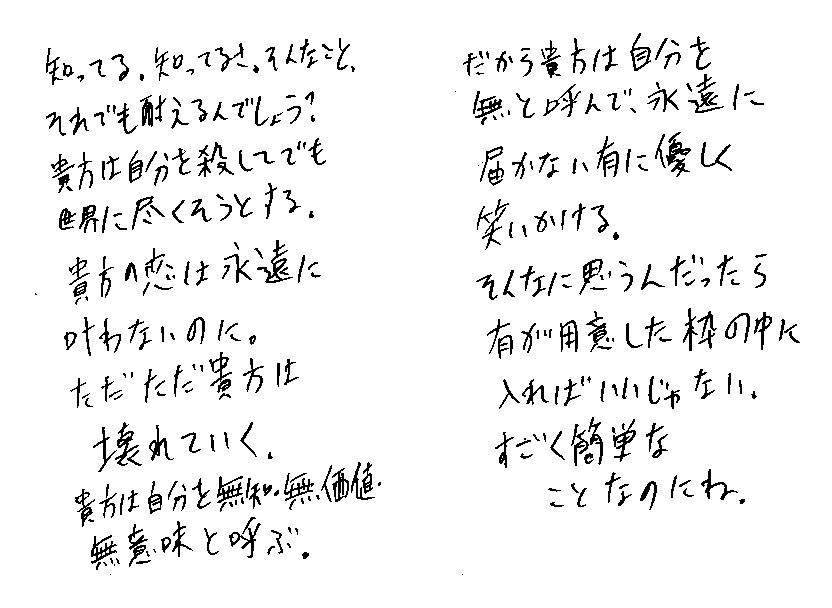 知ってる。知ってるさ。そんなこと、
それでも耐えるんでしょう?
貴方は自分を殺してでも
世界に尽くそうとする。
貴方の恋は永遠に
叶わないのに。
ただただ貴方は
壊れていく。
貴方は自分を無知・無価値・
無意味と呼ぶ。
だから貴方は自分を
無と呼んで、永遠に
届かない有に優しく
笑いかける。
そんなに思うんだったら
有が用意した枠の中に
入ればいいじゃない。
すごく簡単な
ことなのにね。